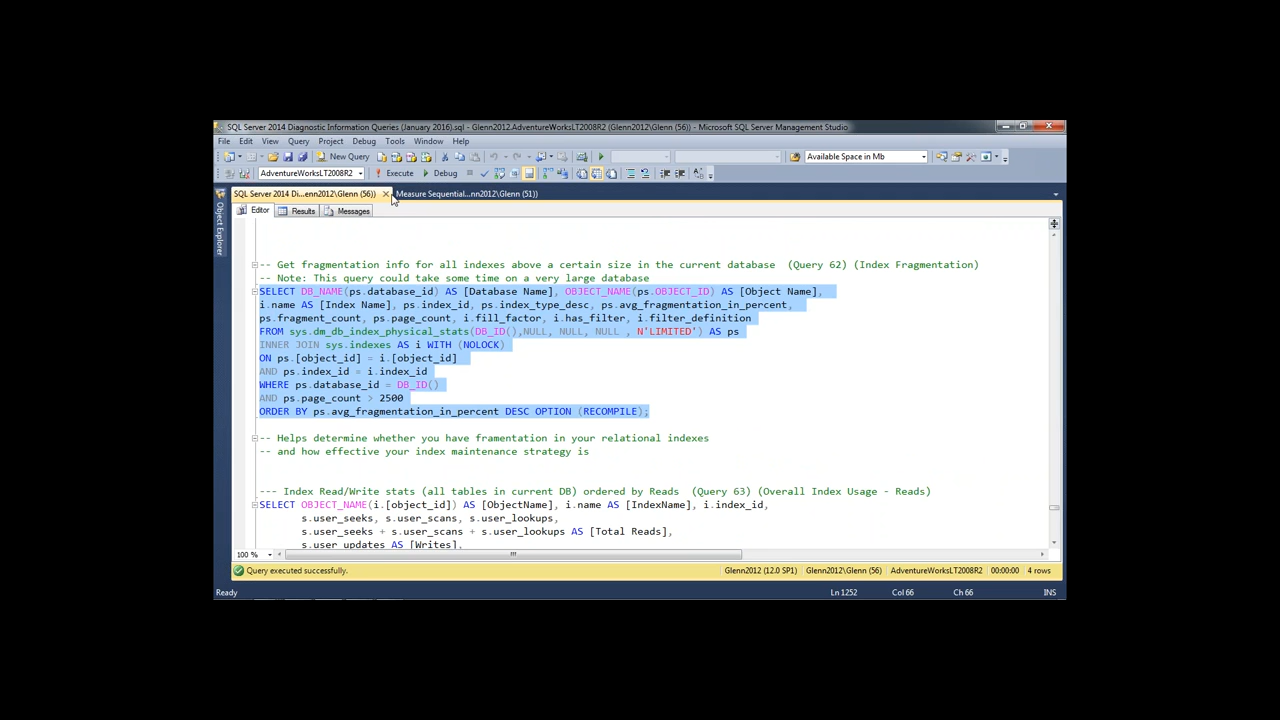 SQL Server 2014 Diagnostic Information Queries (January 2016).sql - Glenn2012.AdventureWorksLT2008R2 (Glenn2012\Glenn (56)) - Microsoft SQL Server Management Studio
File Edit View Query Project Debug Tools Window Help
New Query Available Space in Mb
AdventureWorksLT2008R2 Execute Debug
SQL Server 2014 Di...enn2012\Glenn (56)) Measure Sequential...nn2012\Glenn (51))
Object Explorer
Editor Results Messages
-- Get fragmentation info for all indexes above a certain size in the current database (Query 62) (Index Fragmentation)
-- Note: This query could take some time on a very large database
SELECT DB_NAME(ps.database_id) AS [Database Name], OBJECT_NAME(ps.OBJECT_ID) AS [Object Name],
i.name AS [Index Name], ps.index_id, ps.index_type_desc, ps.avg_fragmentation_in_percent,
ps.fragment_count, ps.page_count, i.fill_factor, i.has_filter, i.filter_definition
FROM sys.dm_db_index_physical_stats(DB_ID(),NULL, NULL, NULL , N'LIMITED') AS ps
INNER JOIN sys.indexes AS i WITH (NOLOCK)
ON ps.[object_id] = i.[object_id]
AND ps.index_id = i.index_id
WHERE ps.database_id = DB_ID()
AND ps.page_count > 2500
ORDER BY ps.avg_fragmentation_in_percent DESC OPTION (RECOMPILE);
-- Helps determine whether you have framentation in your relational indexes
-- and how effective your index maintenance strategy is
--- Index Read/Write stats (all tables in current DB) ordered by Reads (Query 63) (Overall Index Usage - Reads)
SELECT OBJECT_NAME(i.[object_id]) AS [ObjectName], i.name AS [IndexName], i.index_id,
s.user_seeks, s.user_scans, s.user_lookups,
s.user_seeks + s.user_scans + s.user_lookups AS [Total Reads],
s.user_updates AS [Writes],
100 %
Query executed successfully. Glenn2012 (12.0 SP1) Glenn2012\Glenn (56) AdventureWorksLT2008R2 00:00:00 4 rows
Ready Ln 1252 Col 66 Ch 66 INS